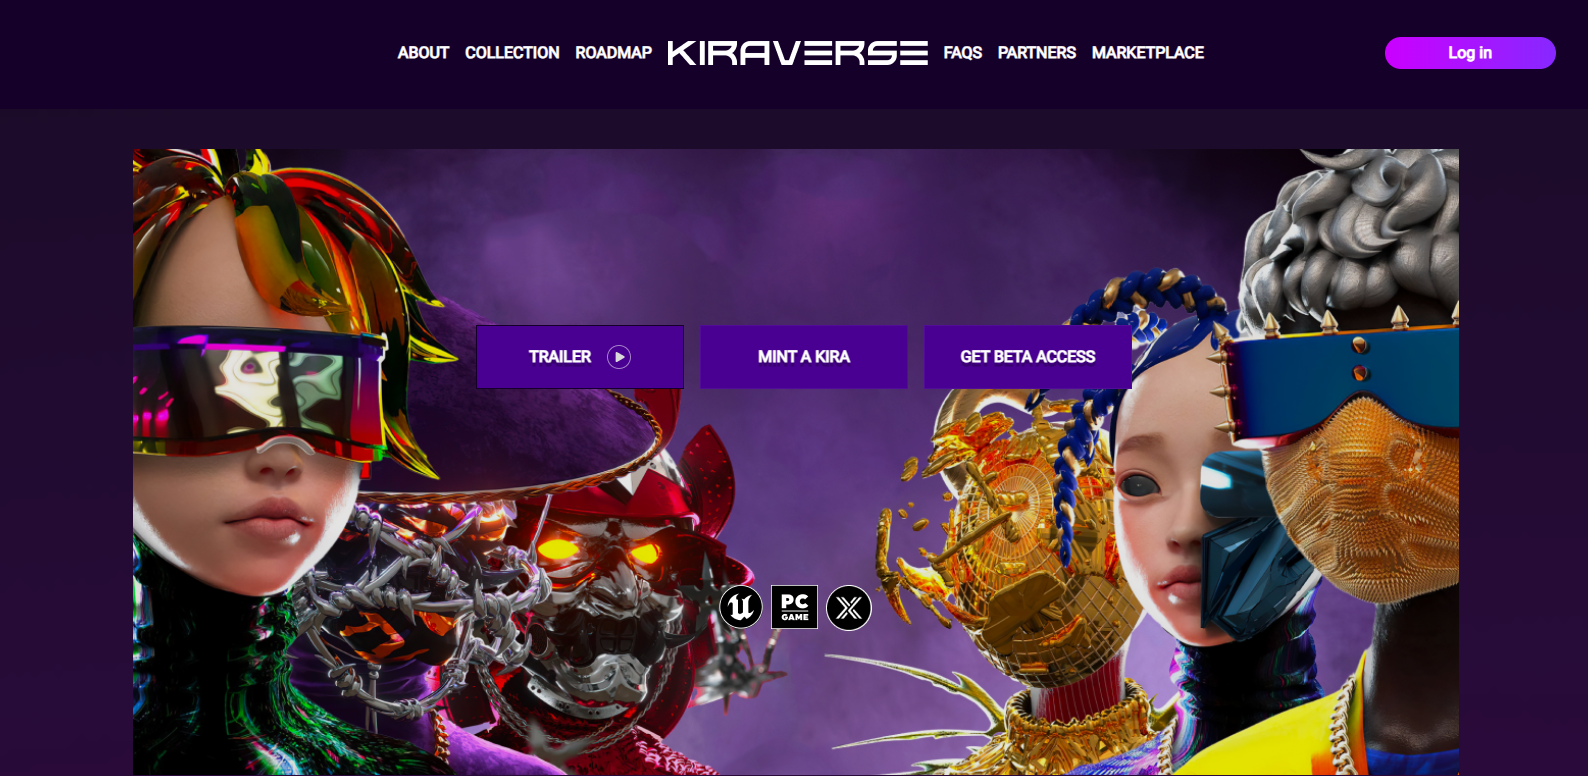 ABOUT COLLECTION ROADMAP KIRAVERSE FAQS PARTNERS MARKETPLACE Log in
TRAILER MINT A KIRA GET BETA ACCESS
PC
GAME